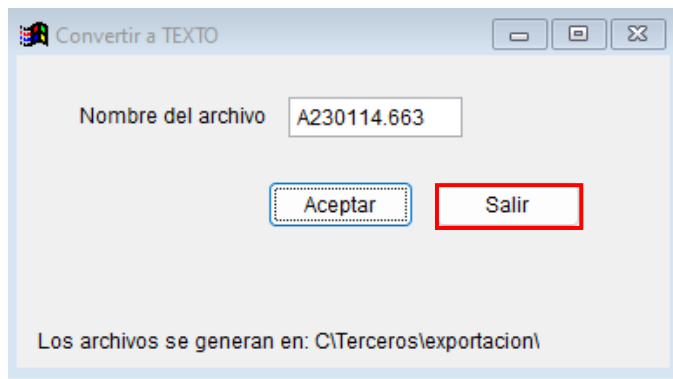 Convertir a TEXTO
Nombre del archivo A230114.663
Aceptar Salir
Los archivos se generan en: C\Terceros\exportacion\